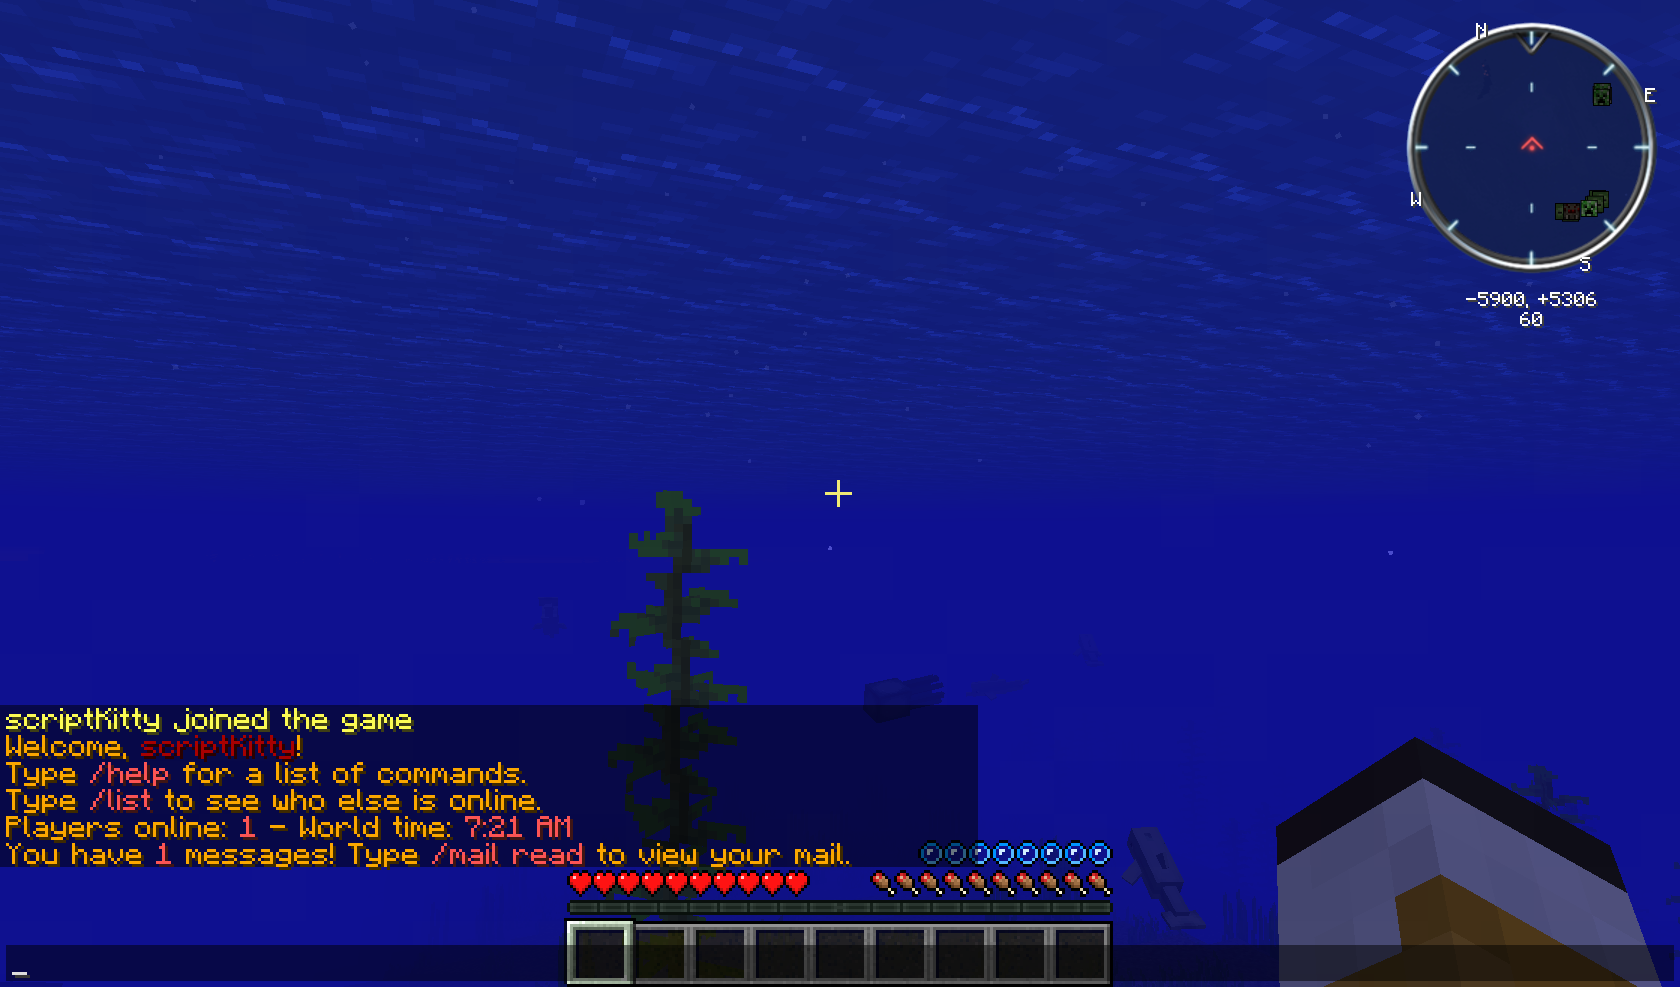 N
E
W
S
-5900, +5306
60
scriptKitty joined the game
Welcome, scriptKitty!
Type /help for a list of commands.
Type /list to see who else is online.
Players online: 1 - World time: 7:21 AM
You have 1 messages! Type /mail read to view your mail.
_